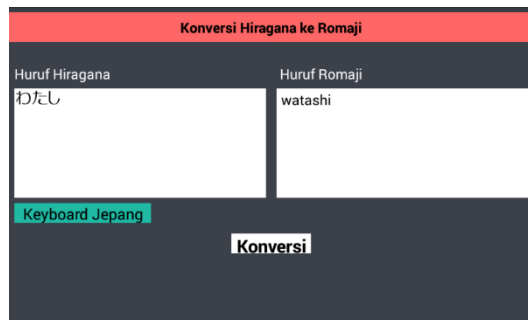 Konversi Hiragana ke Romaji
Huruf Hiragana
Huruf Romaji
わたし
watashi
Keyboard Jepang
Konversi